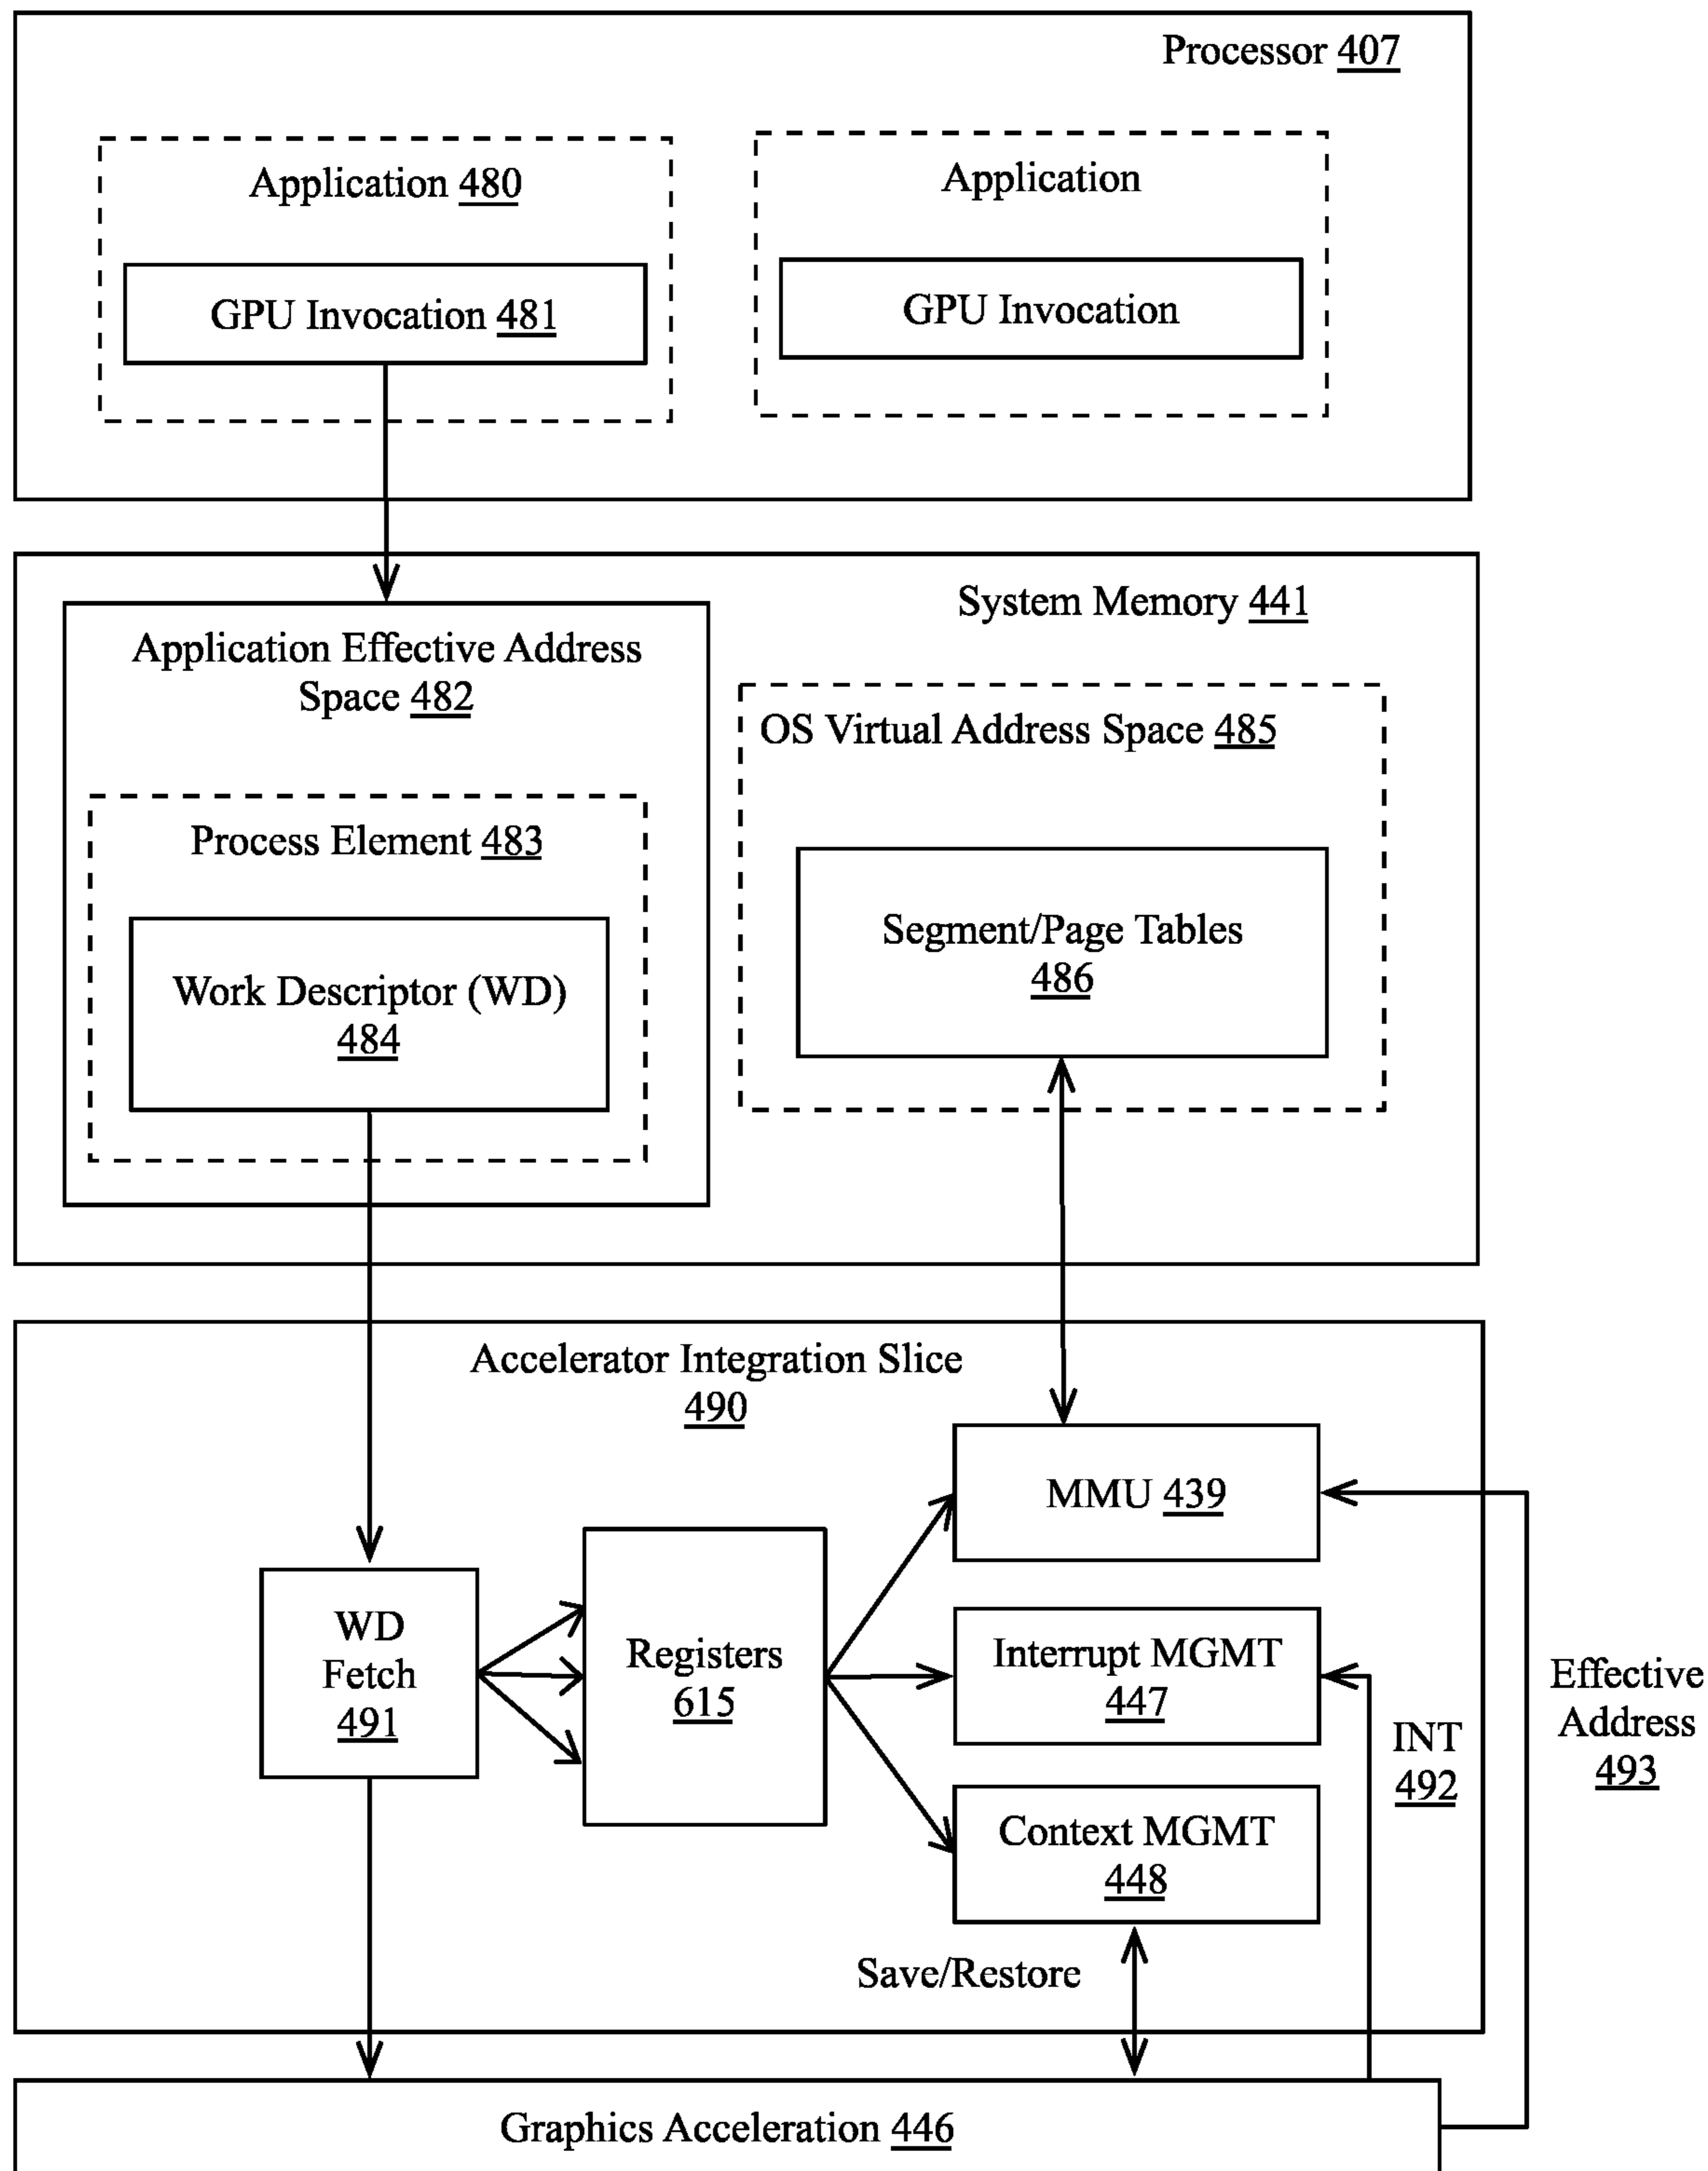 Processor 407
Application 480
Application
GPU Invocation 481
GPU Invocation
System Memory 441
Application Effective Address
Space 482
OS Virtual Address Space 485
Process Element 483
Segment/Page Tables
486
Work Descriptor (WD)
484
Accelerator Integration Slice
490
MMU 439
WD
Fetch
491
Registers
615
Interrupt MGMT
447
Effective
Address
493
INT
492
Context MGMT
448
Save/Restore
Graphics Acceleration 446